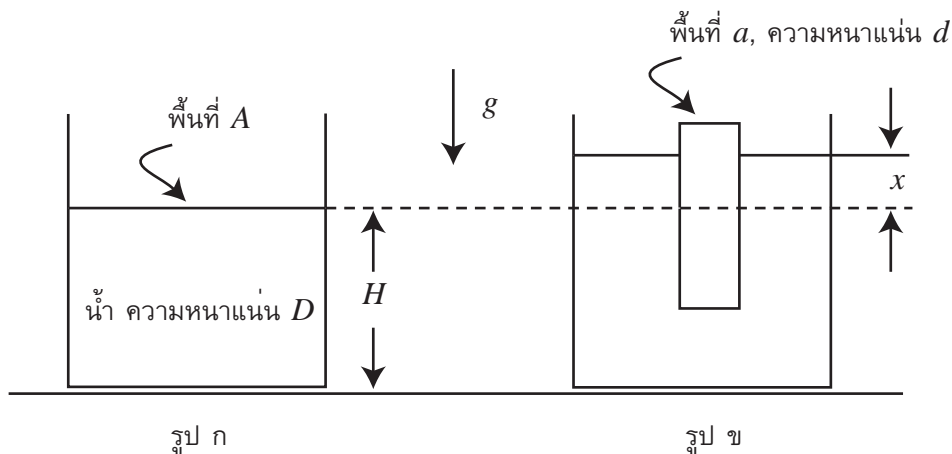 พื้นที่ a, ความหนาแน่น d
พื้นที่ A
g
x
H
น้ำ ความหนาแน่น D
รูป ก
รูป ข